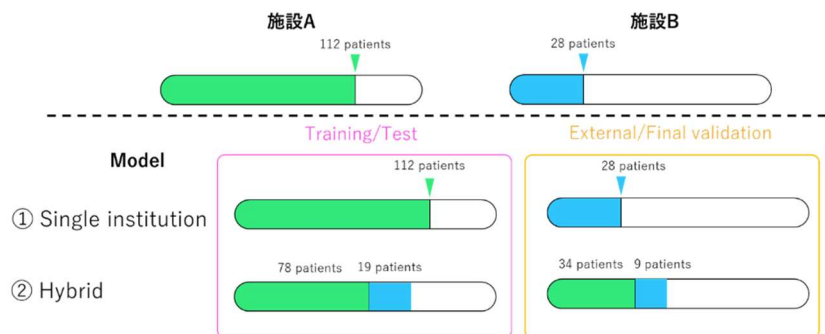 施設A
施設B
112 patients
28 patients
Training/Test
External/Final validation
Model
112 patients
28 patients
① Single institution
78 patients 19 patients
34 patients 9 patients
② Hybrid